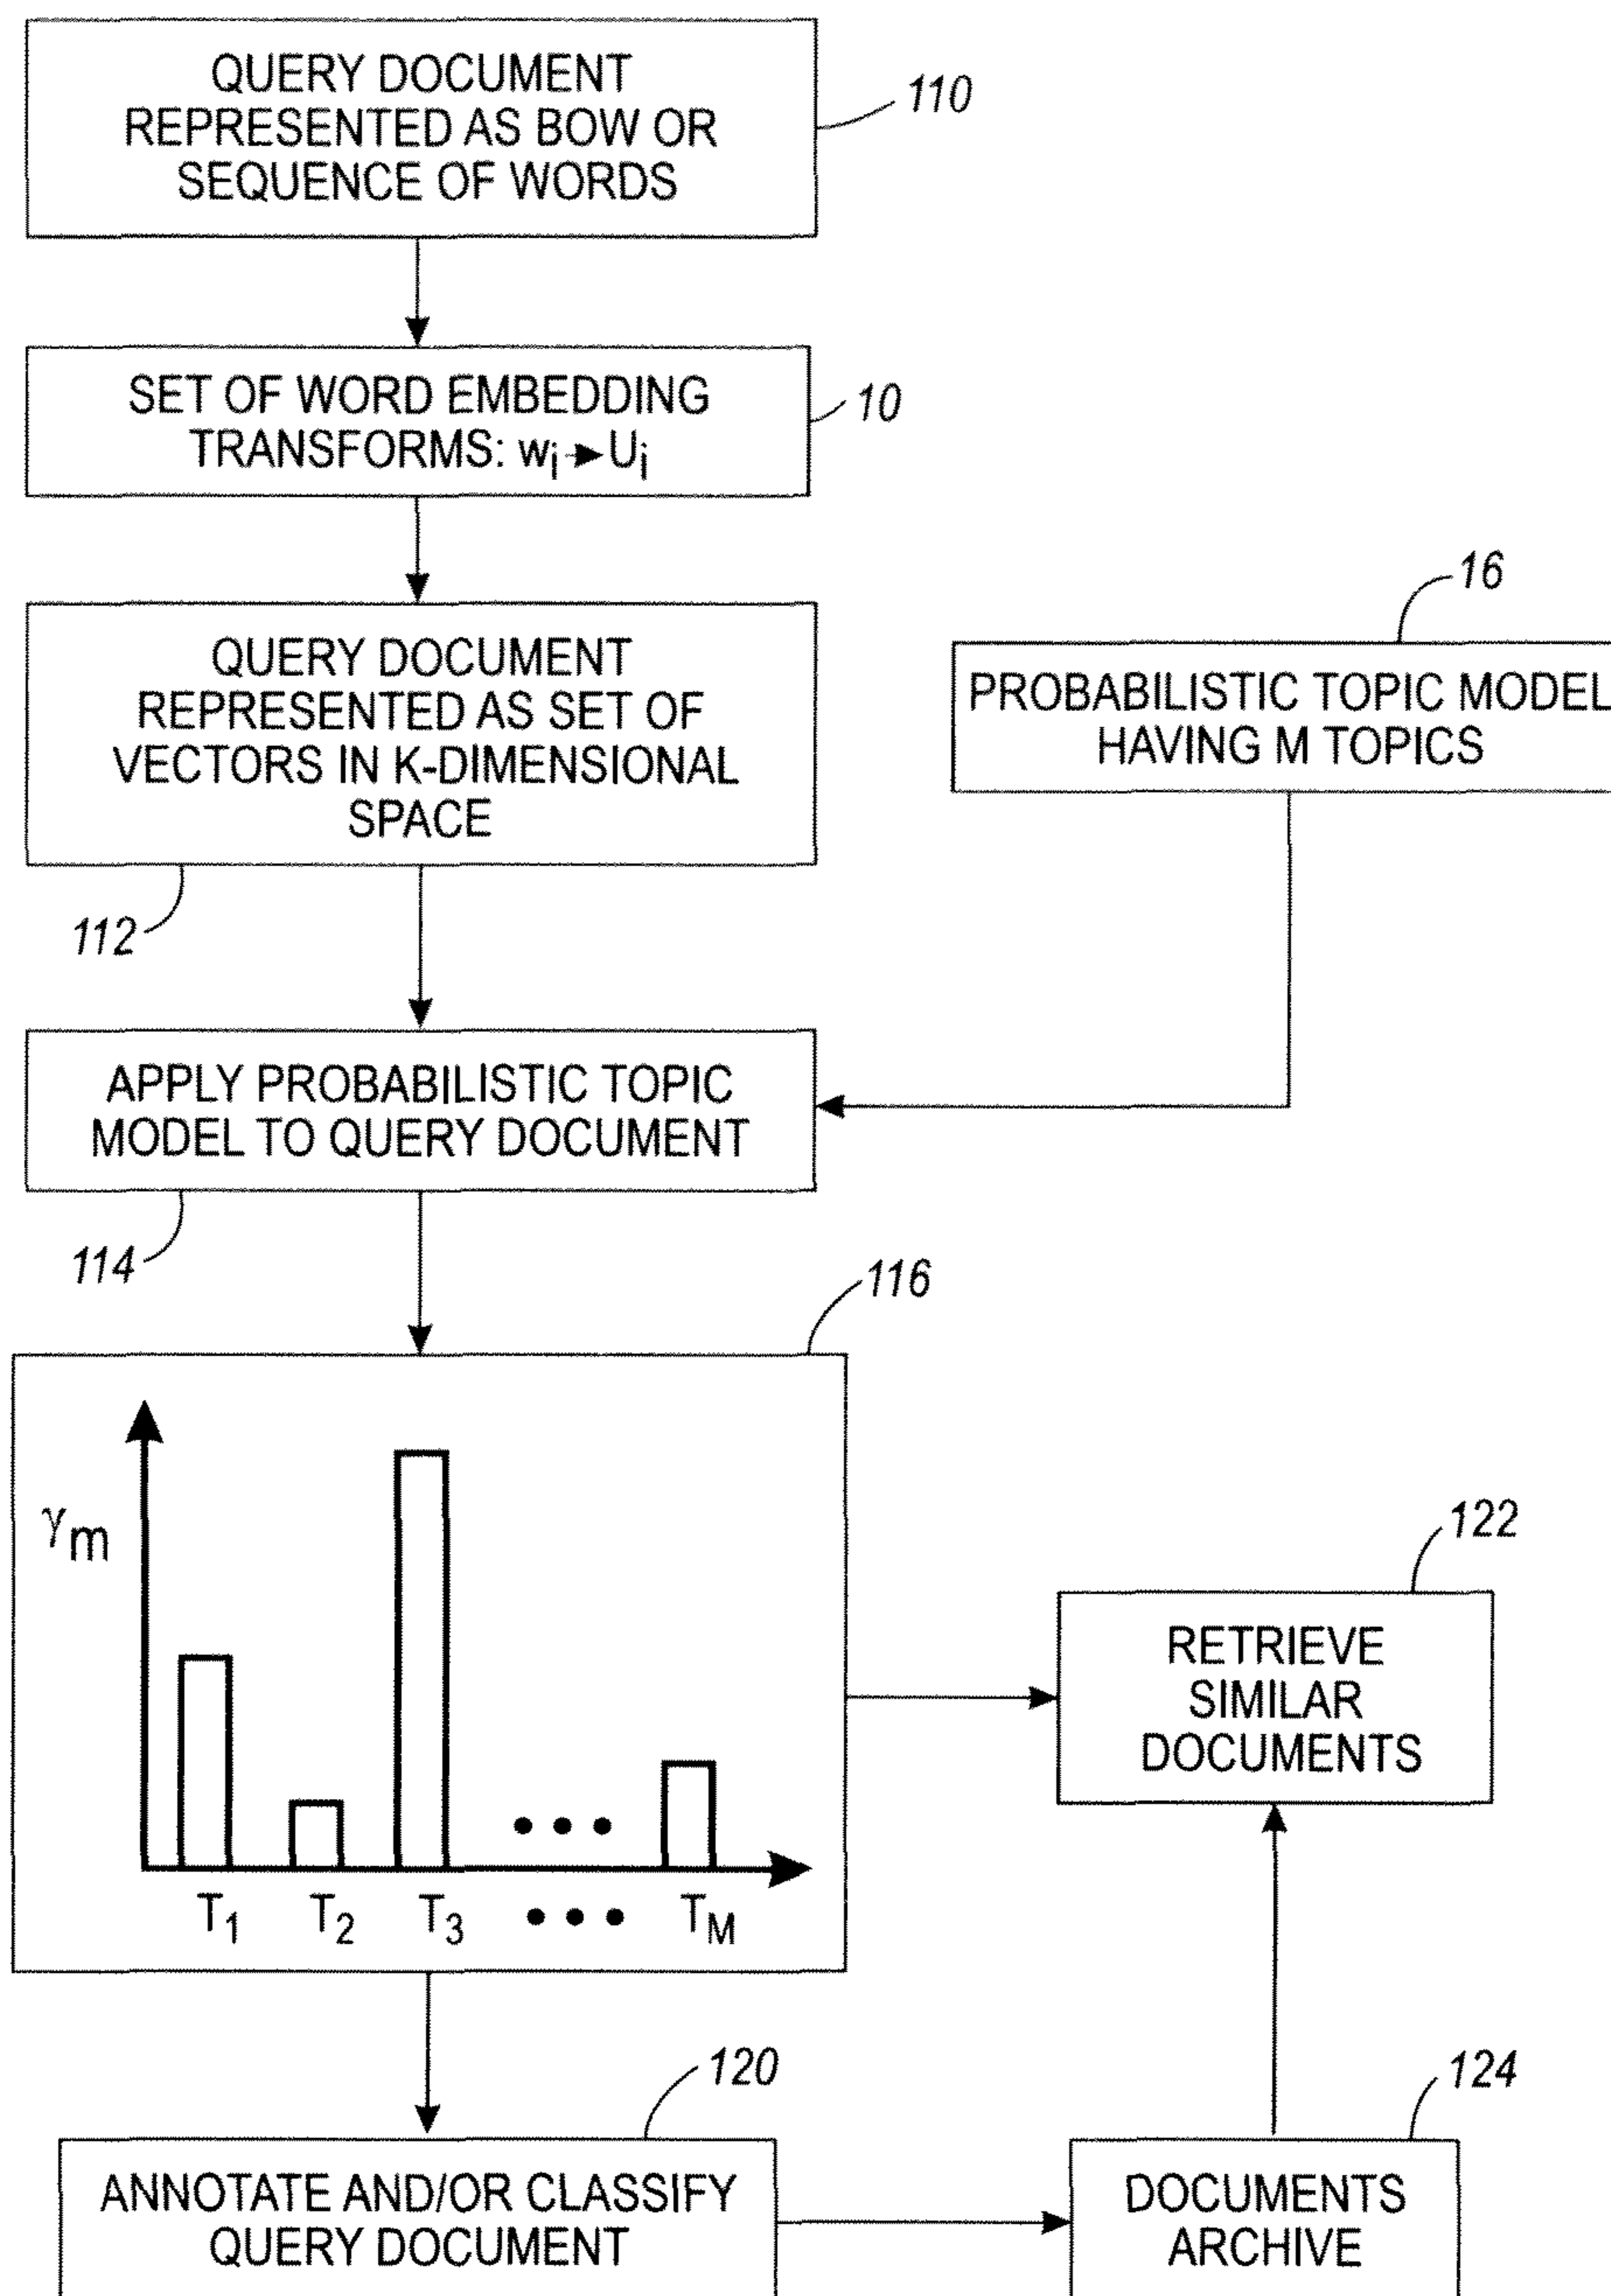 QUERY DOCUMENT
REPRESENTED AS BOW OR
SEQUENCE OF WORDS
110
SET OF WORD EMBEDDING
TRANSFORMS: wᵢ→Uᵢ
10
QUERY DOCUMENT
REPRESENTED AS SET OF
VECTORS IN K-DIMENSIONAL
SPACE
112
16
PROBABILISTIC TOPIC MODEL
HAVING M TOPICS
APPLY PROBABILISTIC TOPIC
MODEL TO QUERY DOCUMENT
114
116
γm
T₁ T₂ T₃ ••• TM
122
RETRIEVE
SIMILAR
DOCUMENTS
120
ANNOTATE AND/OR CLASSIFY
QUERY DOCUMENT
124
DOCUMENTS
ARCHIVE